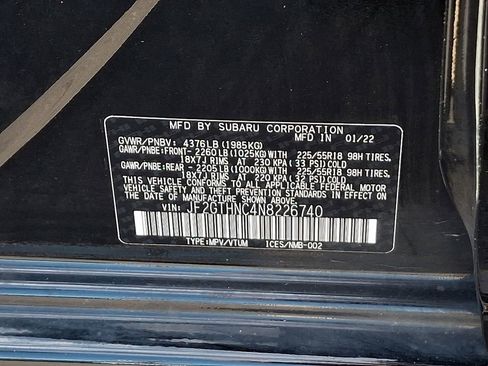 MFD BY SUBARU CORPORATION MFD IN 01/22
GVWR/PNBV: 4376LB(1985KG)
GAWR/PNBE:FRONT- 2260LB(1025KG)WITH 225/55R18 98H TIRES,
18X7J RIMS AT 230 KPA(33 PSI)COLD
GAWR/PNBE:REAR - 2205LB(1000KG)WITH 225/55R18 98H TIRES,
18X7J RIMS AT 220 KPA(32 PSI)COLD
THIS VEHICLE CONFORMS TO ALL APPLICABLE FEDERAL MOTOR
VEHICLE SAFETY AND THEFT PREVENTION STANDARDS IN EFFECT ON
THE DATE OF MANUFACTURE SHOWN ABOVE.
VIN: JF2GTHNC4N8226740
TYPE:MPV/VTUM ICES/NMB-002